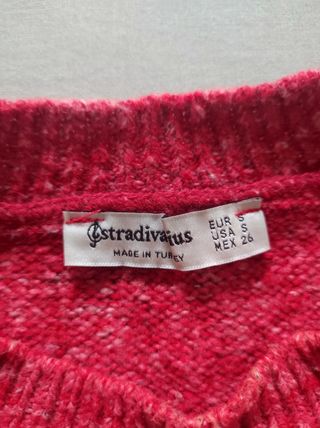 stradivarius
MADE IN TURKEY
EUR S
USA S
MEX 26